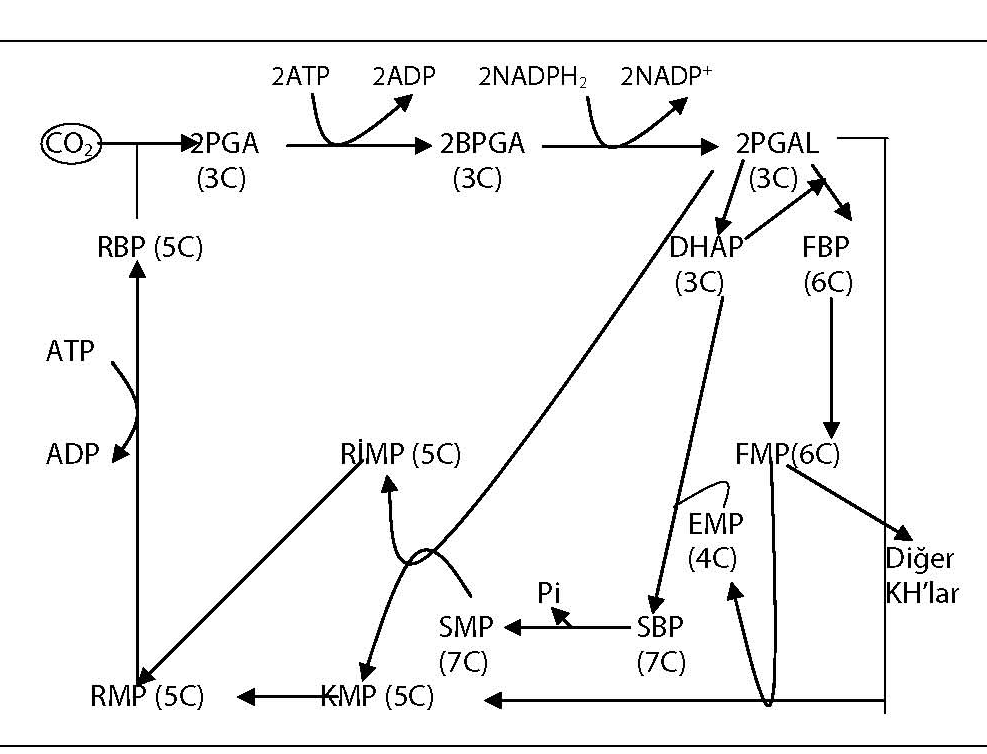 2ATP 2ADP 2NADPH₂ 2NADP⁺
CO₂ 2PGA 2BPGA 2PGAL
(3C) (3C) (3C)
RBP (5C) DHAP FBP
(3C) (6C)
ATP
ADP RİMP (5C) FMP(6C)
EMP
(4C) Diğer
KH'lar
Pi
SMP SBP
(7C) (7C)
RMP (5C) KMP (5C)